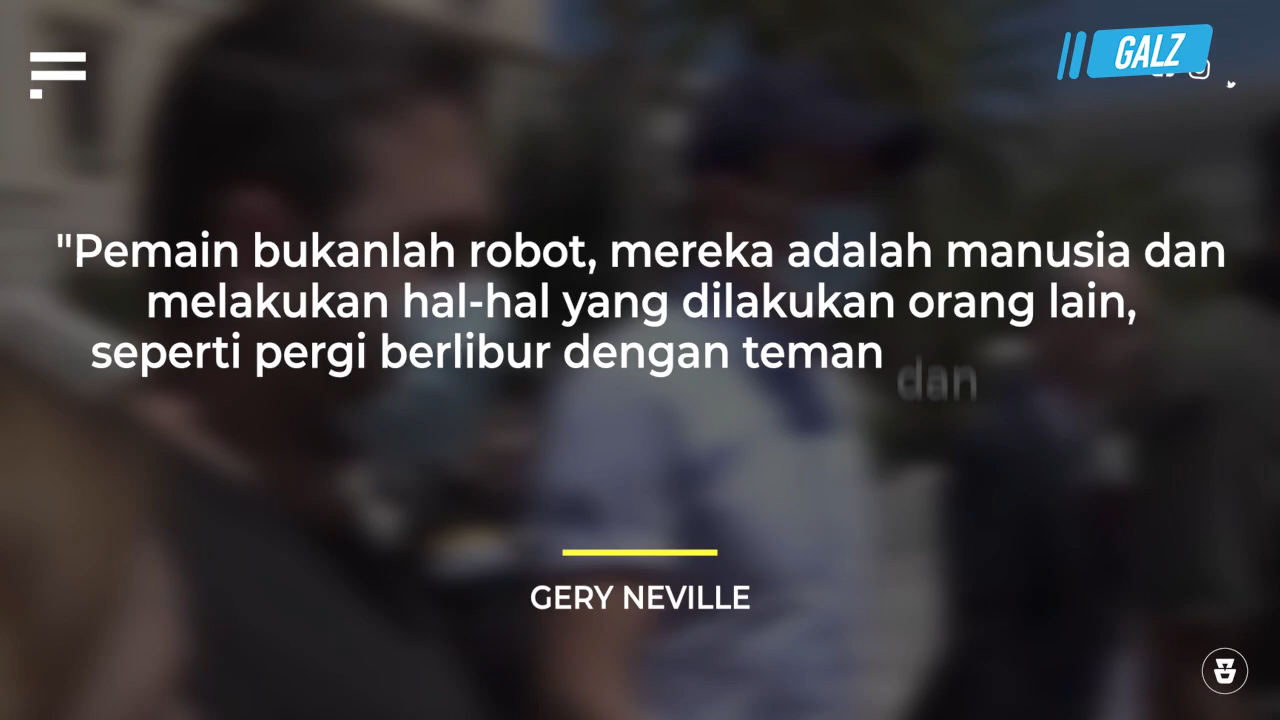 GALZ
"Pemain bukanlah robot, mereka adalah manusia dan
melakukan hal-hal yang dilakukan orang lain,
seperti pergi berlibur dengan teman dan
GERY NEVILLE